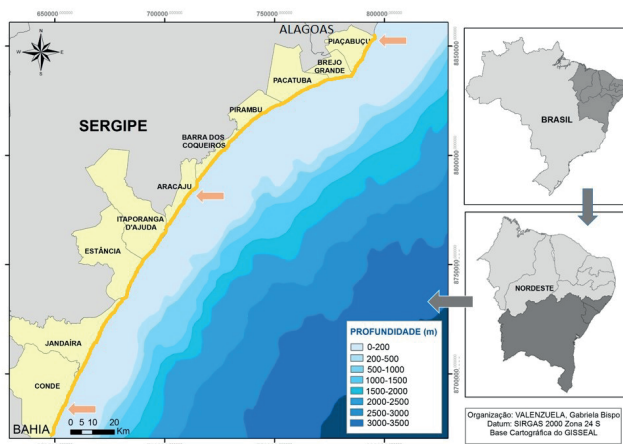 650000
700000
750000
800000
ALAGOAS
PIAÇABUÇU
BREJO
GRANDE
PACATUBA
PIRAMBU
SERGIPE
BARRA DOS
COQUEIROS
ARACAJU
ITAPORANGA
D'AJUDA
ESTÂNCIA
JANDAÍRA
CONDE
BAHIA
N
W
E
S
8850000
8800000
8750000
8700000
0 5 10 20
Km
PROFUNDIDADE (m)
0-200
200-500
500-1000
1000-1500
1500-2000
2000-2500
2500-3000
3000-3500
BRASIL
NORDESTE
Organização: VALENZUELA, Gabriela Bispo
Datum: SIRGAS 2000 Zona 24 S
Base Cartográfica do GISSEAL